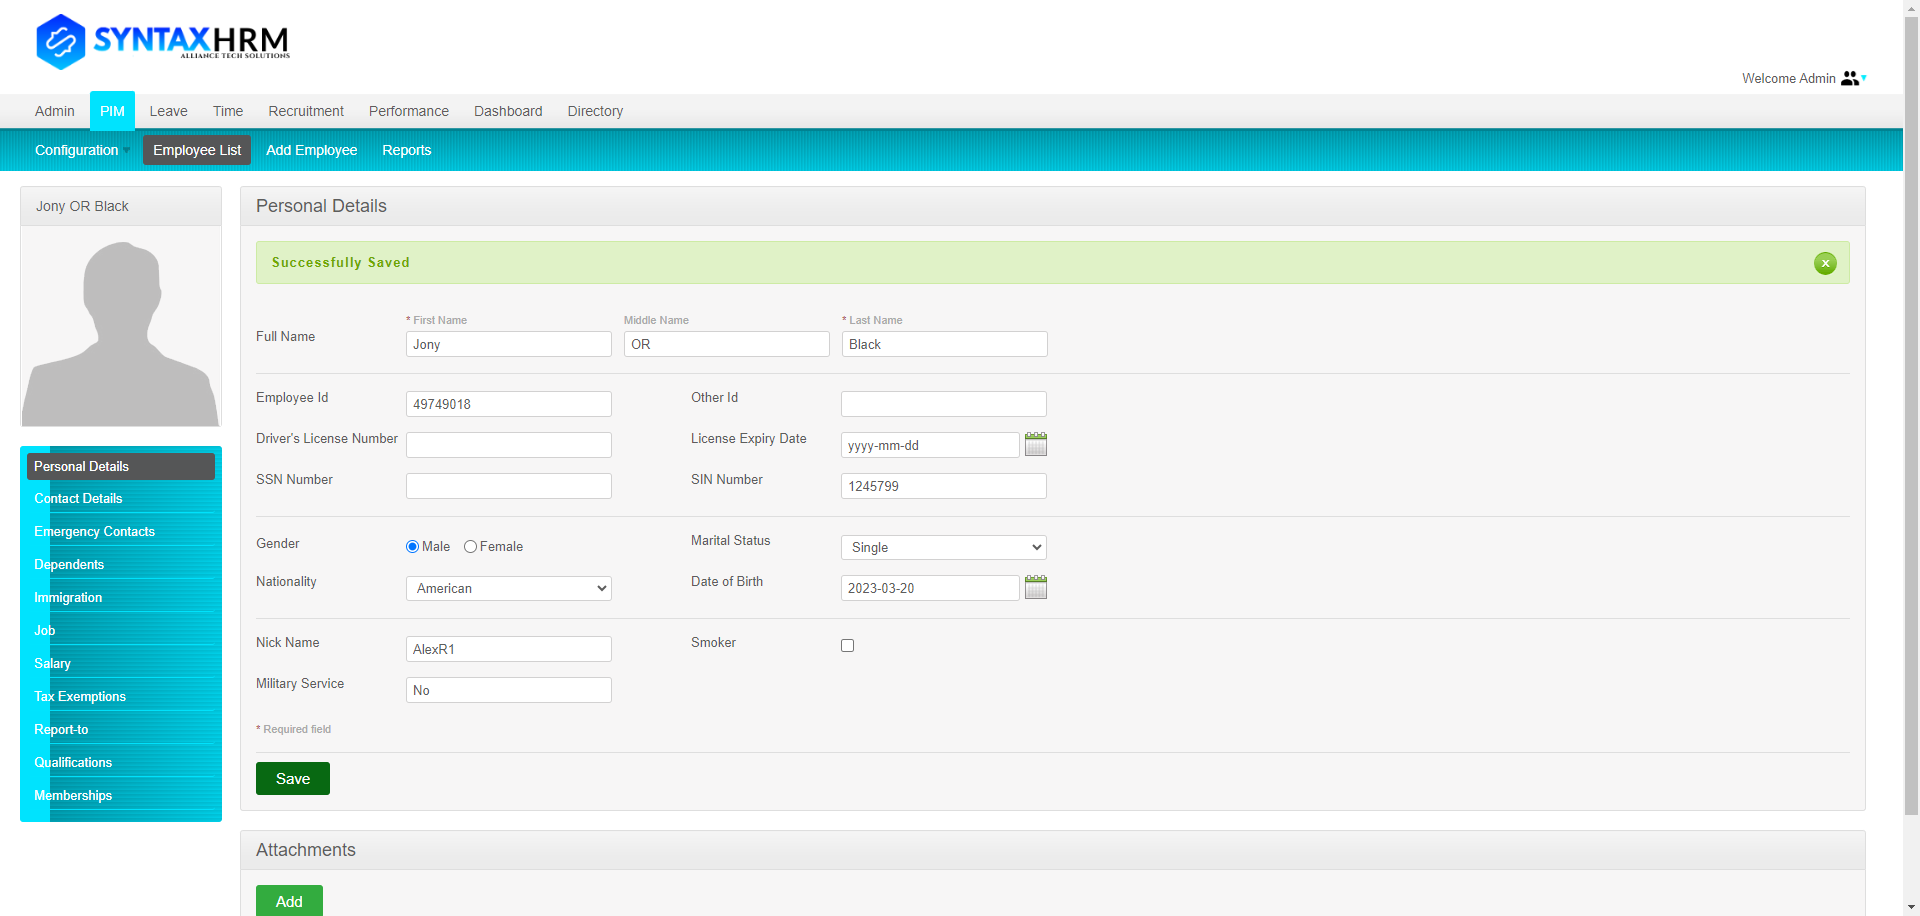 SYNTAXHRM
ALLIANCE TECH SOLUTIONS
Welcome Admin
Admin PIM Leave Time Recruitment Performance Dashboard Directory
Configuration Employee List Add Employee Reports
Jony OR Black
Personal Details
Contact Details
Emergency Contacts
Dependents
Immigration
Job
Salary
Tax Exemptions
Report-to
Qualifications
Memberships
Personal Details
Successfully Saved
x
* First Name Middle Name * Last Name
Full Name Jony OR Black
Employee Id 49749018 Other Id
Driver's License Number License Expiry Date yyyy-mm-dd
SSN Number SIN Number 1245799
Gender Male Female Marital Status Single
Nationality American Date of Birth 2023-03-20
Nick Name AlexR1 Smoker
Military Service No
* Required field
Save
Attachments
Add